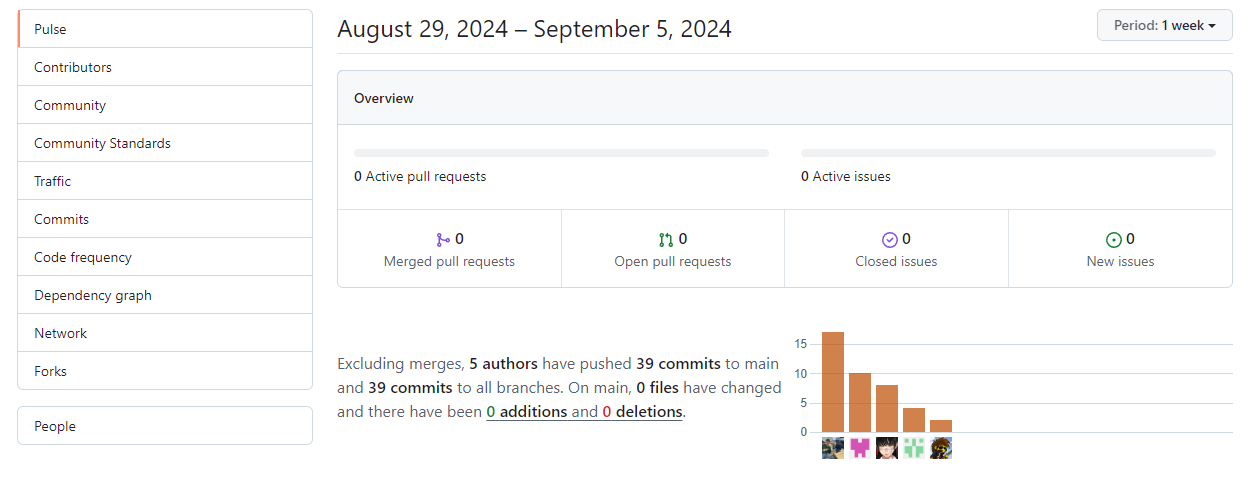 Pulse
Contributors
Community
Community Standards
Traffic
Commits
Code frequency
Dependency graph
Network
Forks
People
August 29, 2024 – September 5, 2024
Period: 1 week
Overview
0 Active pull requests
0 Active issues
0
Merged pull requests
0
Open pull requests
0
Closed issues
0
New issues
Excluding merges, 5 authors have pushed 39 commits to main
and 39 commits to all branches. On main, 0 files have changed
and there have been 0 additions and 0 deletions.
15
10
5
0